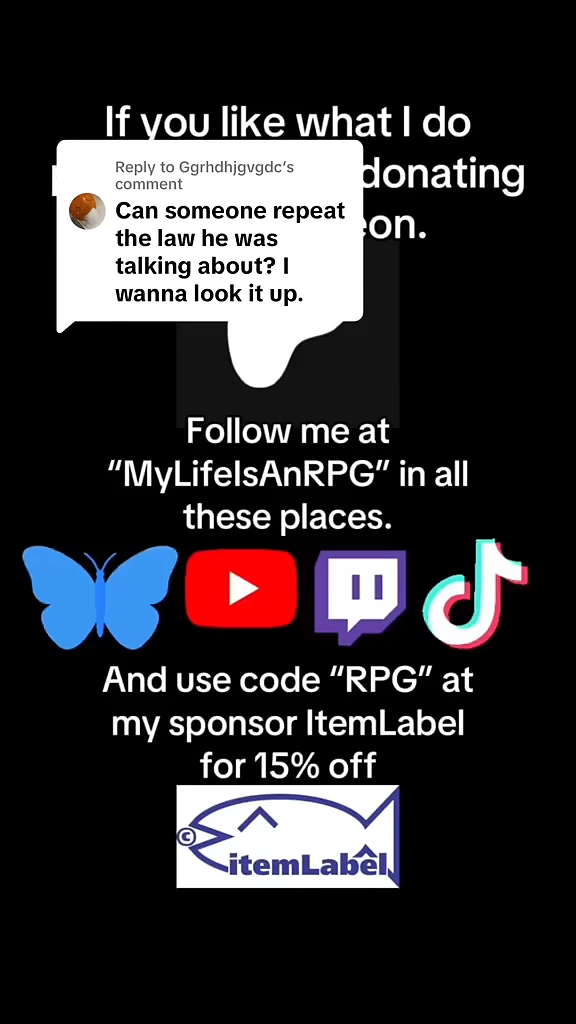 If you like what I do
donating
Reply to Ggrhdhjgvgdc's
comment
Can someone repeat
the law he was
talking about? I
wanna look it up.
Follow me at
“MyLifeIsAnRPG” in all
these places.
And use code “RPG” at
my sponsor ItemLabel
for 15% off
©
itemLabel